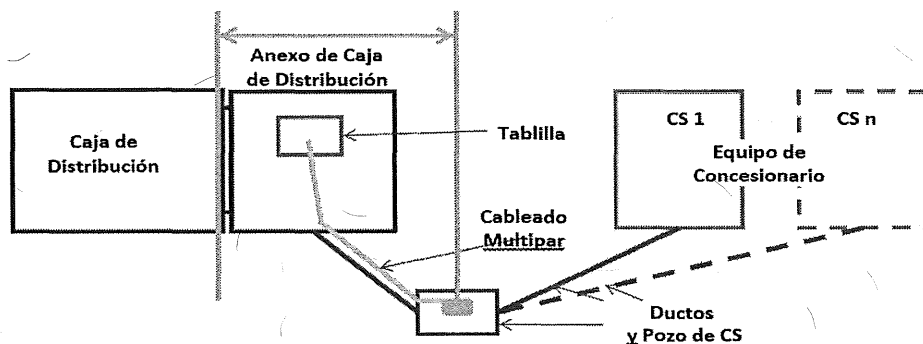 Anexo de Caja
de Distribución
Caja de
Distribución
Tablilla
CS 1
CS n
Equipo de
Concesionario
Cableado
Multipar
Ductos
y Pozo de CS